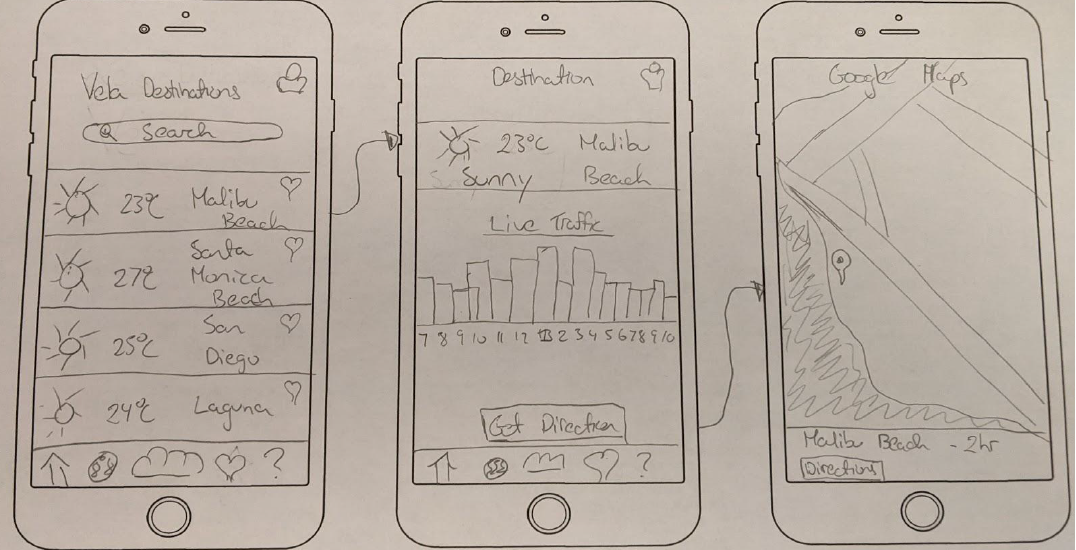 Vela Destinations
Search
23°C Malibu
Beach
27°C Santa
Monica
Beach
25°C San
Diego
24°C Laguna
?
Destination
23°C Malibu
Sunny Beach
Live Traffic
7 8 9 10 11 12 13 2 3 4 5 6 7 8 9 10
Get Direction
?
Google Maps
Malibu Beach - 2hr
Directions